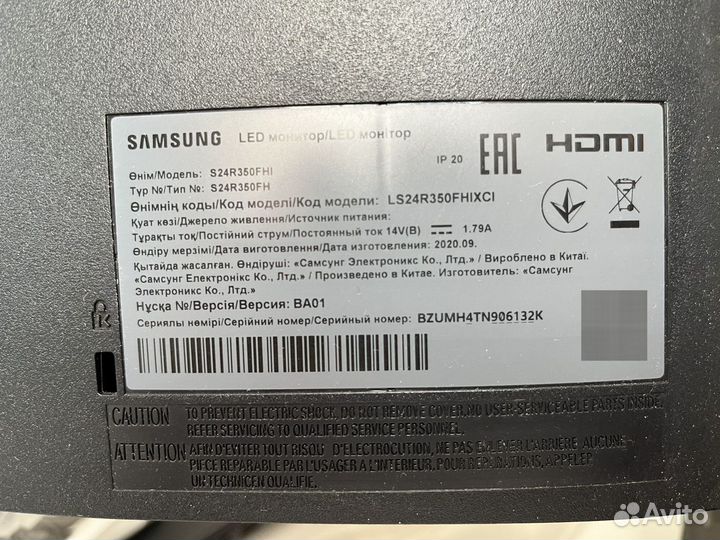 SAMSUNG LED монитор/LED монітор
IP 20 EAC HDMI
Өнім/Модель: S24R350FHI
Түр №/Тип №: S24R350FH
Өнімнің коды/Код моделі/Код модели: LS24R350FHIXCI
Қуат көзі/Джерело живлення/Источник питания:
Тұрақты ток/Постійний струм/Постоянный ток 14V(В) 1.79A
Өндіру мерзімі/Дата виготовлення/Дата изготовления: 2020.09.
Қытайда жасалған. Өндіруші: «Самсунг Электроникс Ко., Лтд.» / Вироблено в Китаї.
«Самсунг Електронікс Ко., Лтд.» / Произведено в Китае. Изготовитель: «Самсунг
Электроникс Ко., Лтд.»
Нұсқа №/Версія/Версия: BA01
Сериялы нөмірі/Серійний номер/Серийный номер: BZUMH4TN906132K
CAUTION TO PREVENT ELECTRIC SHOCK, DO NOT REMOVE COVER. NO USER-SERVICEABLE PARTS INSIDE.
REFER SERVICING TO QUALIFIED SERVICE PERSONNEL.
ATTENTION AFIN D'EVITER TOUT RISQU D'ELECTROCUTION, NE PAS ENLEVER L'ARRIERE. AUCUNE
PIECE REPARABLE PAR L'USAGER A L'INTERIEUR. POUR REPARATIONS, APPELER
UN TECHNICEN QUALIFIE.
K
Avito